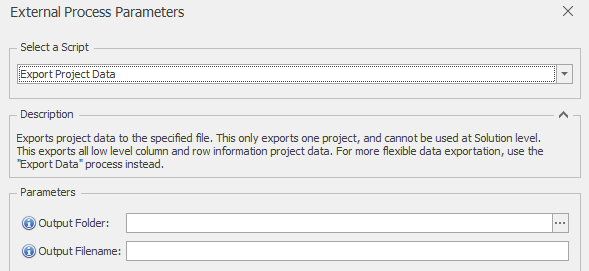 External Process Parameters
Select a Script
Export Project Data
Description
Exports project data to the specified file. This only exports one project, and cannot be used at Solution level.
This exports all low level column and row information project data. For more flexible data exportation, use the
"Export Data" process instead.
Parameters
Output Folder:
Output Filename: